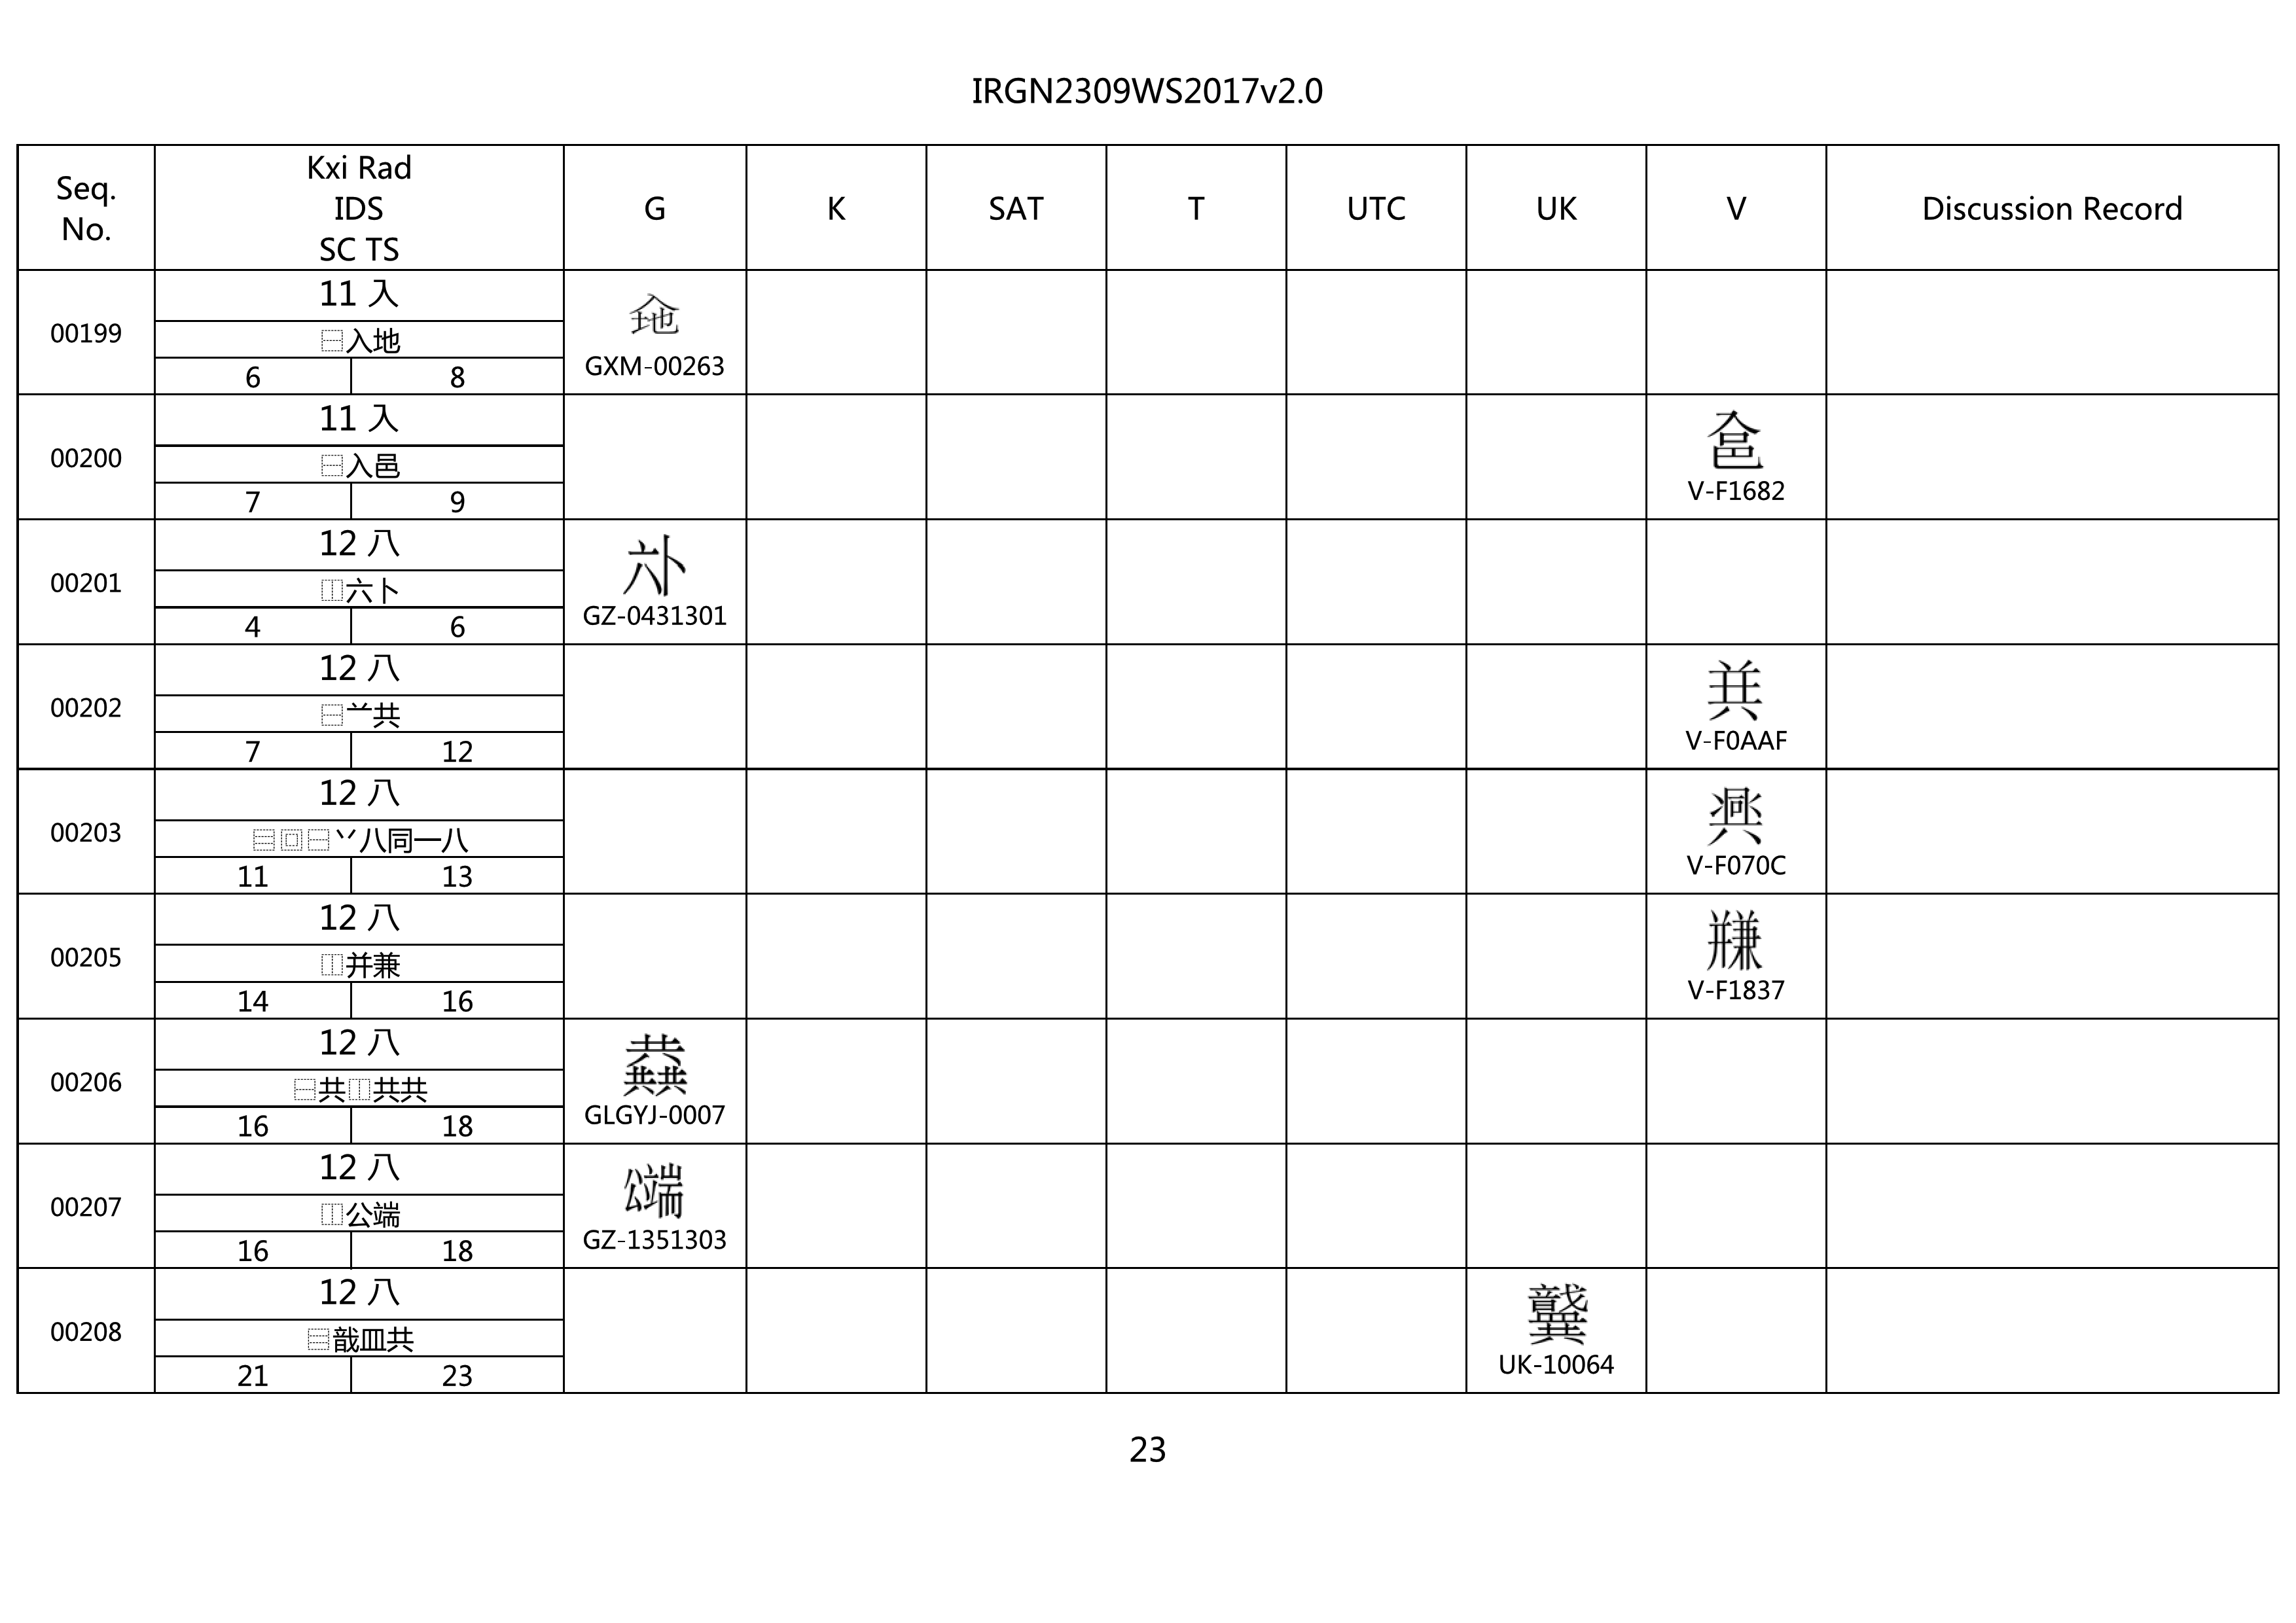 IRGN2309WS2017v2.0
Seq. No. Kxi Rad IDS SC TS G K SAT T UTC UK V Discussion Record
00199
11 入
⿱入地
6 8
GXM-00263
00200
11 入
⿱入邑
7 9
V-F1682
00201
12 八
⿰六卜
4 6
GZ-0431301
00202
12 八
⿱䒑共
7 12
V-F0AAF
00203
12 八
⿳⿴⿱丷八同一八
11 13
V-F070C
00205
12 八
⿰并兼
14 16
V-F1837
00206
12 八
⿱共⿰共共
16 18
GLGYJ-0007
00207
12 八
⿰公端
16 18
GZ-1351303
00208
12 八
⿳戠皿共
21 23
UK-10064
23